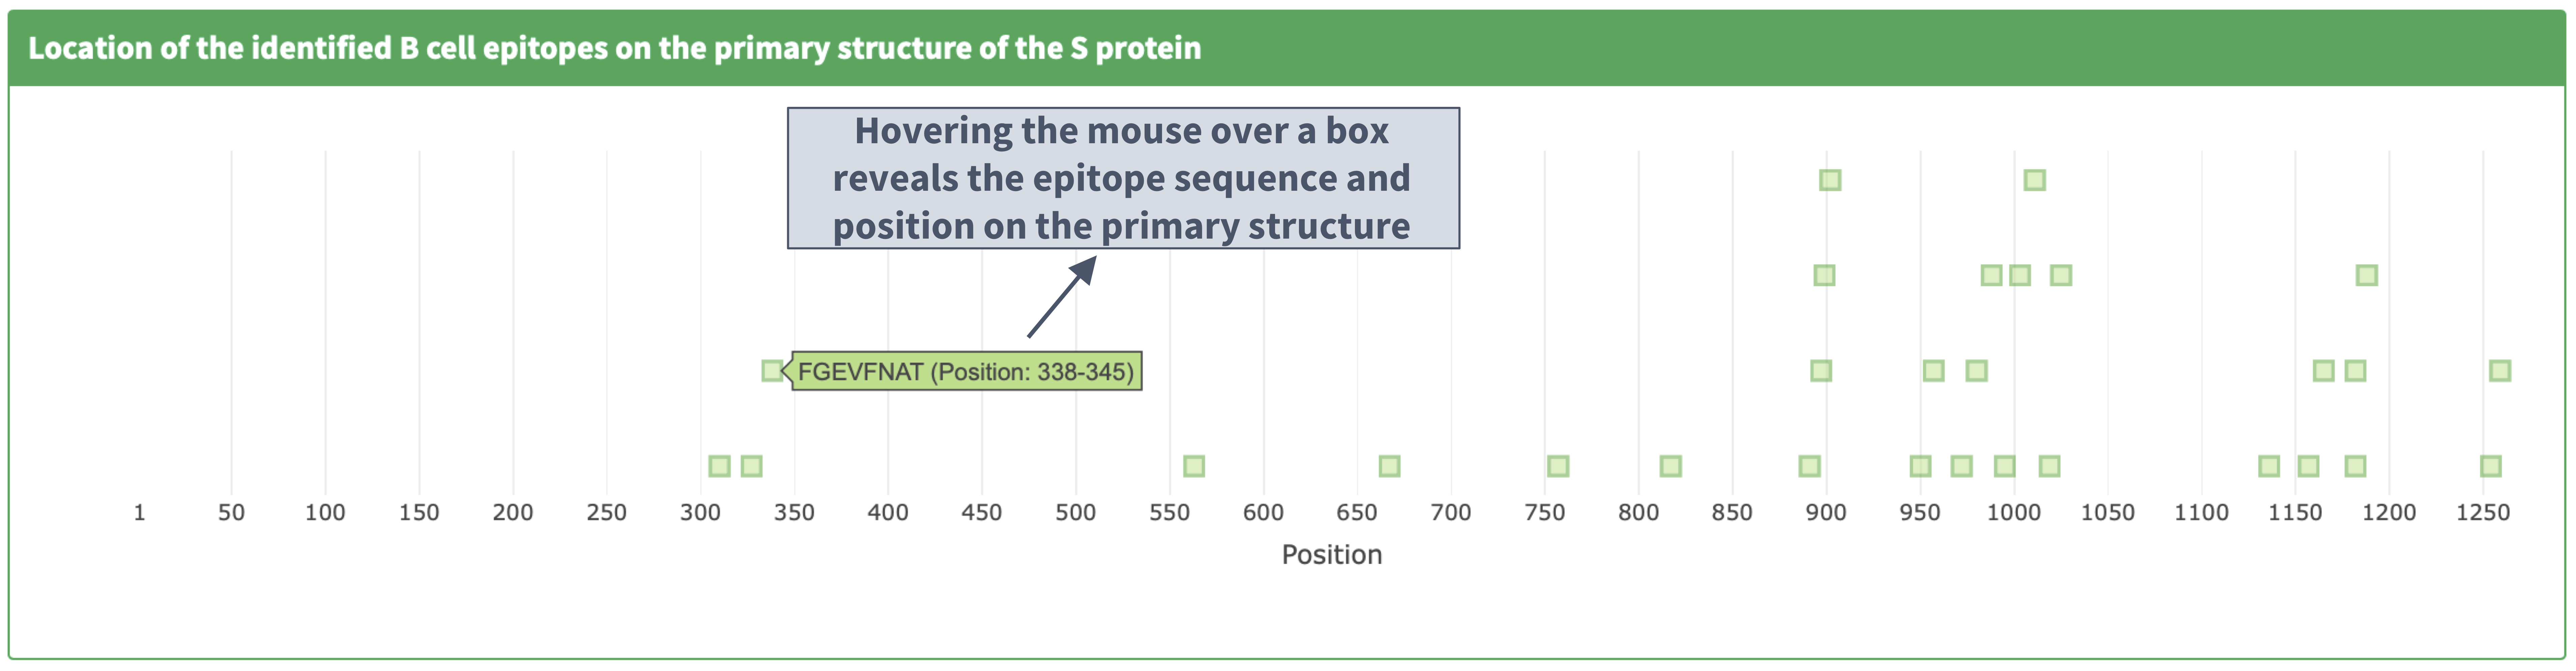 Location of the identified B cell epitopes on the primary structure of the S protein
Hovering the mouse over a box
reveals the epitope sequence and
position on the primary structure
FGEVFNAT (Position: 338-345)
1 50 100 150 200 250 300 350 400 450 500 550 600 650 700 750 800 850 900 950 1000 1050 1100 1150 1200 1250
Position